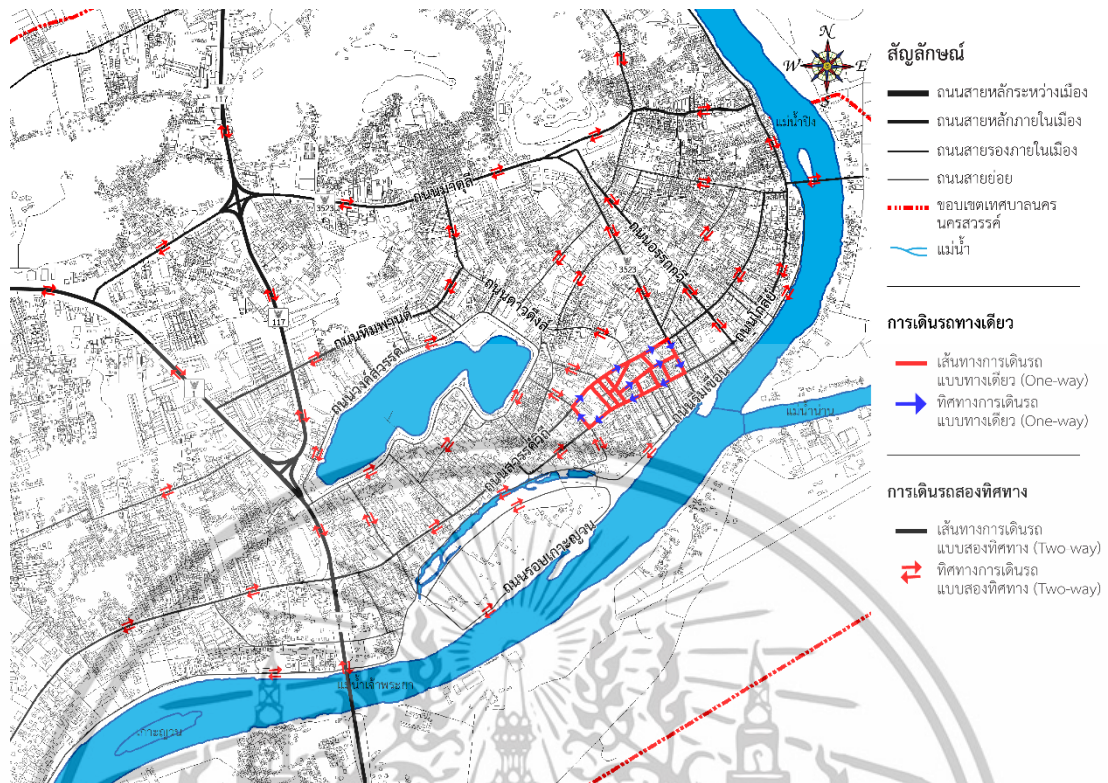 N
W
E
S
สัญลักษณ์
ถนนสายหลักระหว่างเมือง
ถนนสายหลักภายในเมือง
ถนนสายรองภายในเมือง
ถนนสายย่อย
ขอบเขตเทศบาลนคร
นครสวรรค์
แม่น้ำ
การเดินรถทางเดียว
เส้นทางการเดินรถ
แบบทางเดียว (One-way)
ทิศทางการเดินรถ
แบบทางเดียว (One-way)
การเดินรถสองทิศทาง
เส้นทางการเดินรถ
แบบสองทิศทาง (Two-way)
ทิศทางการเดินรถ
แบบสองทิศทาง (Two-way)
117
แม่น้ำปิง
ถนนมาตุลี
3523
ถนนอรรถกวี
3523
ถนนดาวดึงส์
117
ถนนโกสีย์
ถนนวงศ์สวรรค์
ถนนริมเขื่อน
แม่น้ำน่าน
ถนนสวรรค์วิถี
ถนนรอบเกาะญวน
แม่น้ำเจ้าพระยา
เกาะญวน